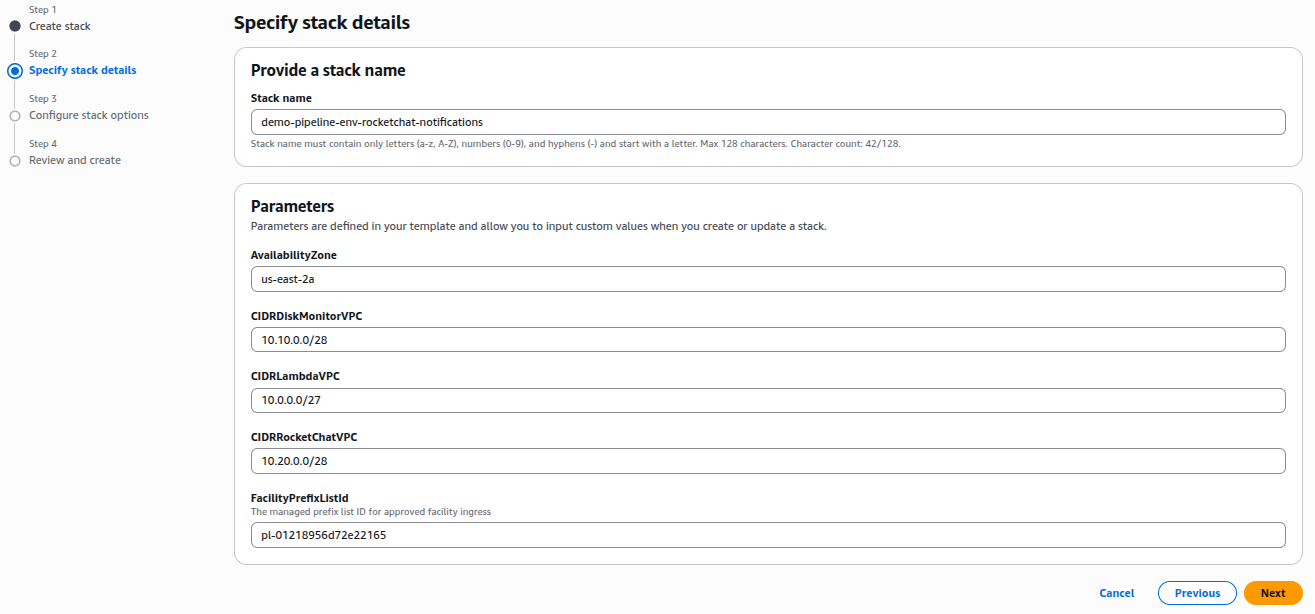 Step 1
Create stack
Step 2
Specify stack details
Step 3
Configure stack options
Step 4
Review and create
Specify stack details
Provide a stack name
Stack name
demo-pipeline-env-rocketchat-notifications
Stack name must contain only letters (a-z, A-Z), numbers (0-9), and hyphens (-) and start with a letter. Max 128 characters. Character count: 42/128.
Parameters
Parameters are defined in your template and allow you to input custom values when you create or update a stack.
AvailabilityZone
us-east-2a
CIDRDiskMonitorVPC
10.10.0.0/28
CIDRLambdaVPC
10.0.0.0/27
CIDRRocketChatVPC
10.20.0.0/28
FacilityPrefixListId
The managed prefix list ID for approved facility ingress
pl-01218956d72e22165
Cancel
Previous
Next